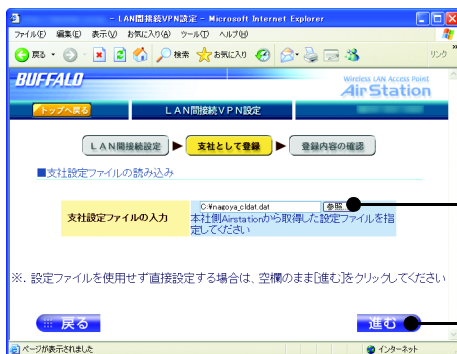 - LAN間接続VPN設定 - Microsoft Internet Explorer
ファイル(F) 編集(E) 表示(V) お気に入り(A) ツール(T) ヘルプ(H)
戻る 検索 お気に入り リンク
BUFFALO
Wireless LAN Access Point
AirStation
トップへ戻る LAN間接続VPN設定
LAN間接続設定 支社として登録 登録内容の確認
■支社設定ファイルの読み込み
C:¥nagoya_cldat.dat 参照...
支社設定ファイルの入力
本社側Airstationから取得した設定ファイルを指
定してください
※. 設定ファイルを使用せず直接設定する場合は、空欄のまま[進む]をクリックしてください
戻る 進む
ページが表示されました インターネット